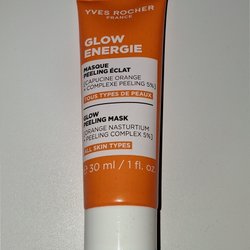 YVES ROCHER
FRANCE
GLOW
ENERGIE
MASQUE
PEELING ÉCLAT
[CAPUCINE ORANGE
+ COMPLEXE PEELING 5%]
TOUS TYPES DE PEAUX
GLOW
PEELING MASK
[ORANGE NASTURTIUM
+ PEELING COMPLEX 5%]
ALL SKIN TYPES
e 30 ml / 1 fl. oz.